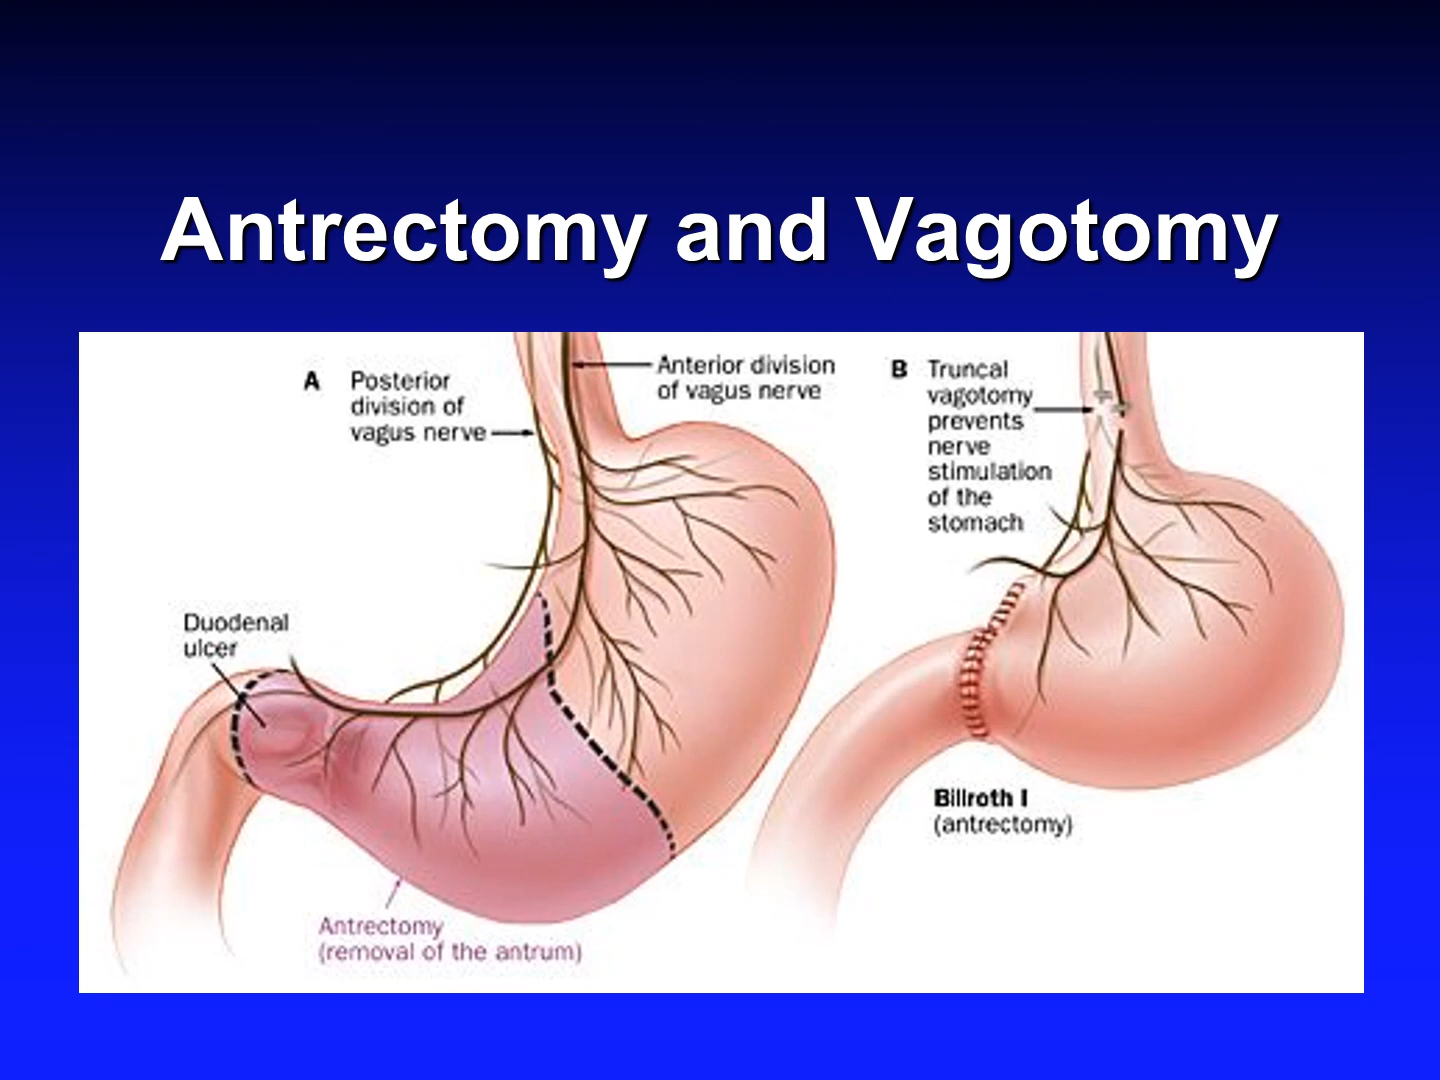 Antrectomy and Vagotomy
A
Posterior
division of
vagus nerve
Anterior division
of vagus nerve
Duodenal
ulcer
Antrectomy
(removal of the antrum)
B
Truncal
vagotomy
prevents
nerve
stimulation
of the
stomach
Billroth I
(antrectomy)